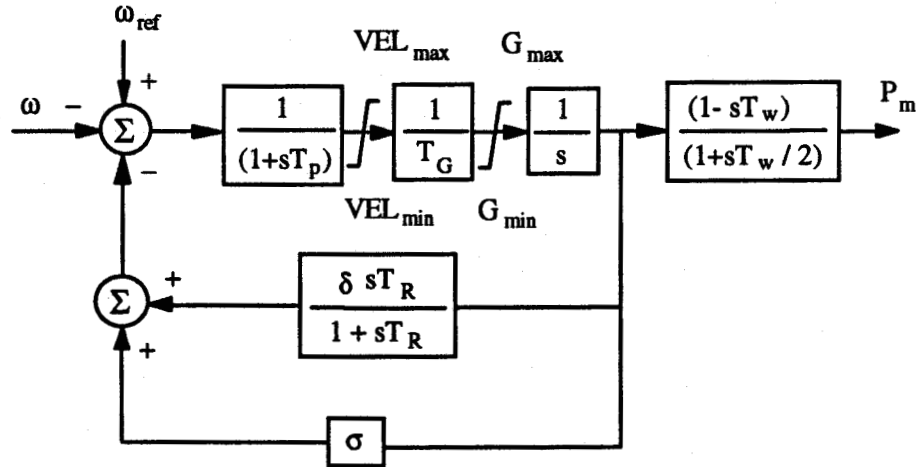 ω_ref
VEL_max
G_max
ω
−
+
Σ
−
1
(1+sT_p)
1
T_G
1
s
(1- sT_w)
(1+sT_w / 2)
P_m
VEL_min
G_min
Σ
+
+
δ sT_R
1 + sT_R
σ